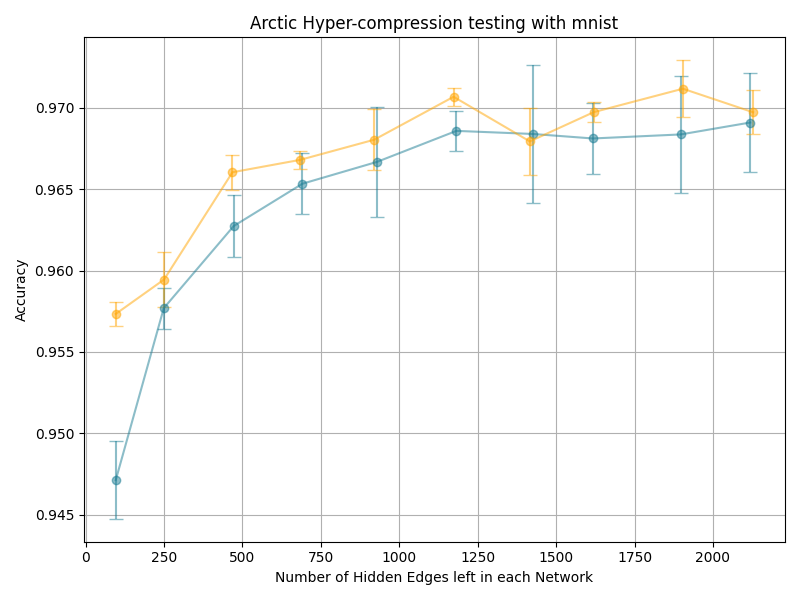 Arctic Hyper-compression testing with mnist
0.970
0.965
0.960
0.955
0.950
0.945
Accuracy
0 250 500 750 1000 1250 1500 1750 2000
Number of Hidden Edges left in each Network